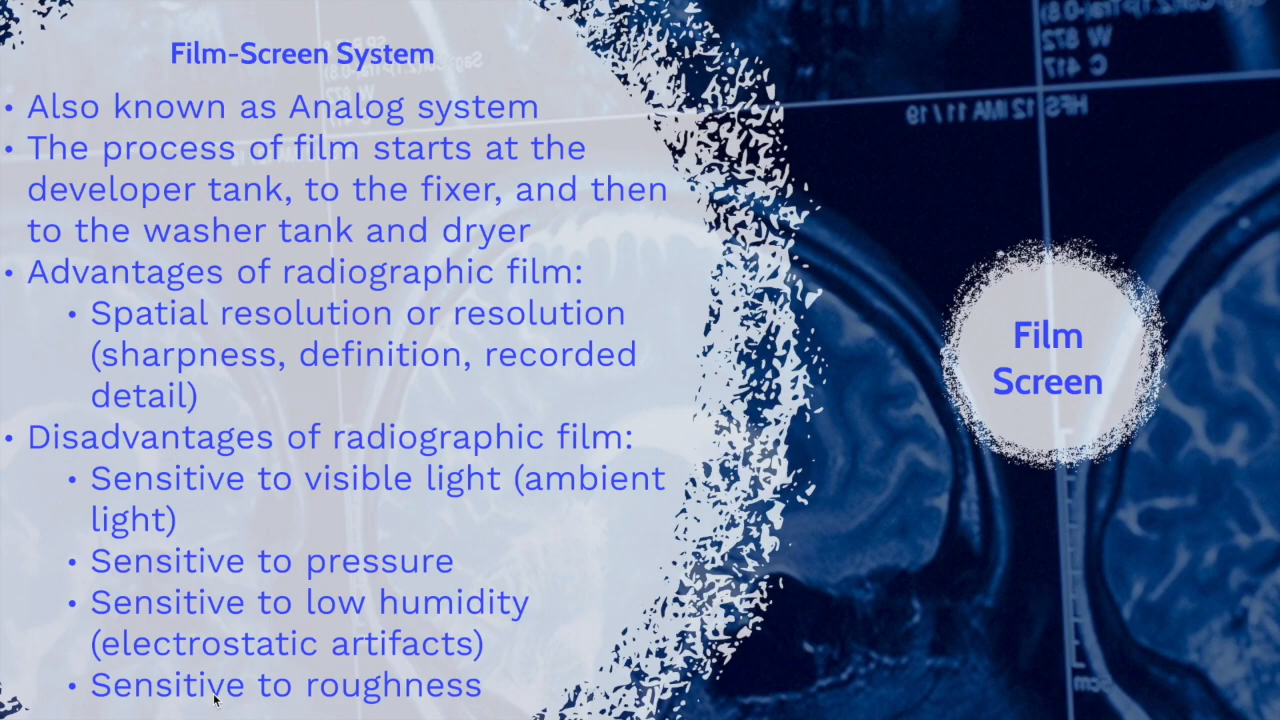 Film-Screen System
• Also known as Analog system
• The process of film starts at the
developer tank, to the fixer, and then
to the washer tank and dryer
• Advantages of radiographic film:
• Spatial resolution or resolution
(sharpness, definition, recorded
detail)
• Disadvantages of radiographic film:
• Sensitive to visible light (ambient
light)
• Sensitive to pressure
• Sensitive to low humidity
(electrostatic artifacts)
• Sensitive to roughness
Film
Screen
W 872
C 417
HFS 12 IMA 11 / 19